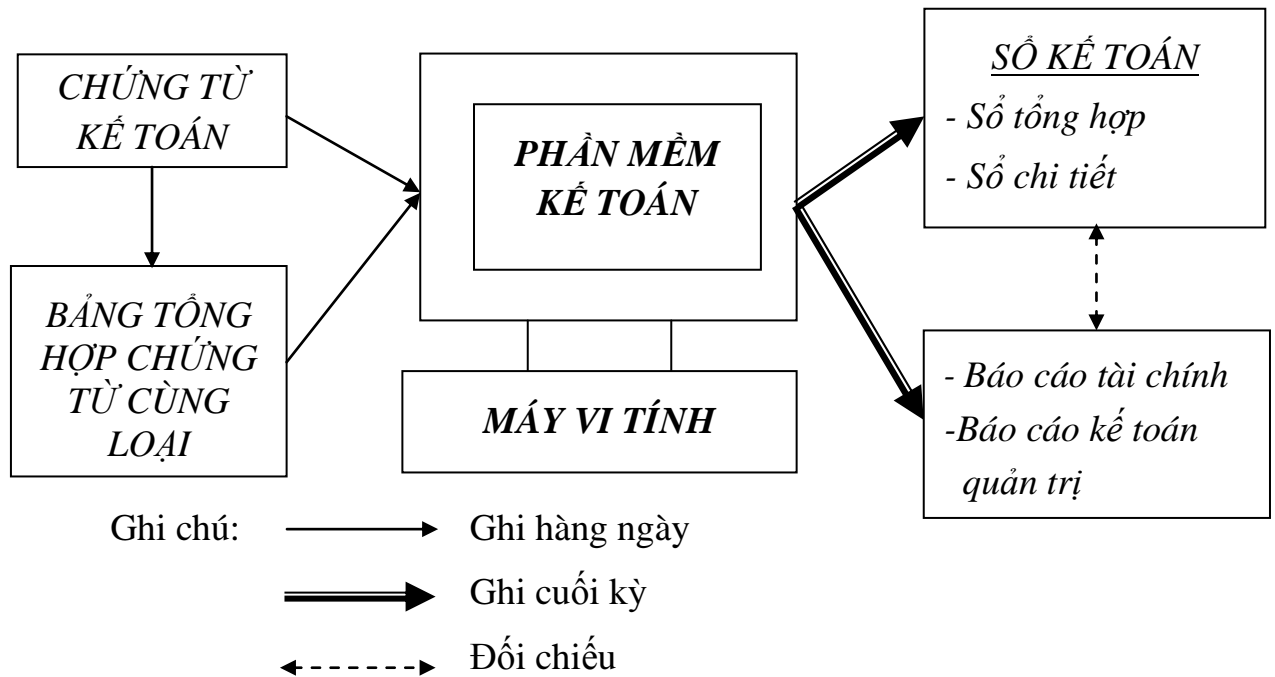 CHỨNG TỪ
KẾ TOÁN
BẢNG TỔNG
HỢP CHỨNG
TỪ CÙNG
LOẠI
PHẦN MỀM
KẾ TOÁN
MÁY VI TÍNH
SỔ KẾ TOÁN
- Sổ tổng hợp
- Sổ chi tiết
- Báo cáo tài chính
-Báo cáo kế toán
quản trị
Ghi chú:
Ghi hàng ngày
Ghi cuối kỳ
Đối chiếu